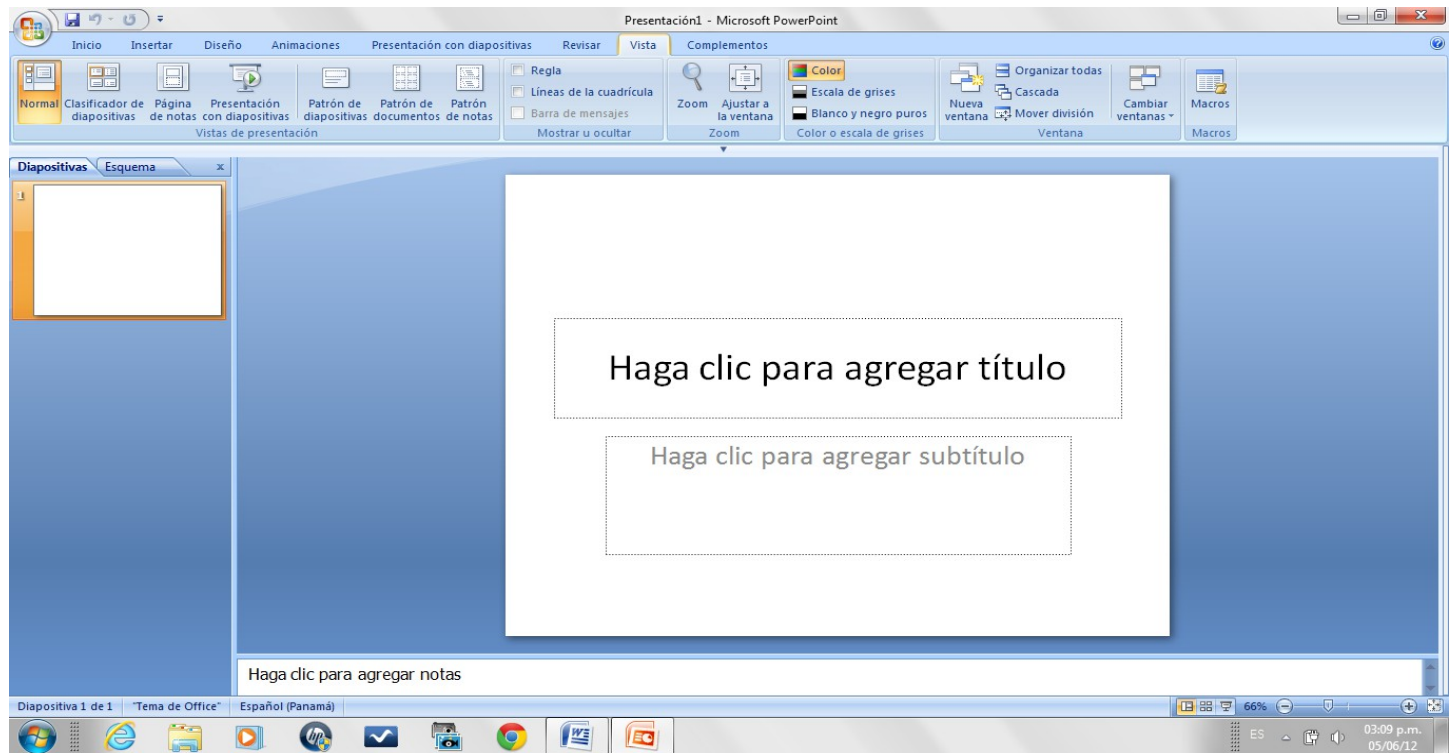 Presentación1 - Microsoft PowerPoint
Inicio Insertar Diseño Animaciones Presentación con diapositivas Revisar Vista Complementos
Normal
Clasificador de
diapositivas
Página
de notas
Presentación
con diapositivas
Patrón de
diapositivas
Patrón de
documentos
Patrón
de notas
Vistas de presentación
Regla
Líneas de la cuadrícula
Barra de mensajes
Mostrar u ocultar
Zoom
Ajustar a
la ventana
Zoom
Color
Escala de grises
Blanco y negro puros
Color o escala de grises
Nueva
ventana
Organizar todas
Cascada
Mover división
Cambiar
ventanas
Ventana
Macros
Macros
Diapositivas Esquema x
1
Haga clic para agregar título
Haga clic para agregar subtítulo
Haga clic para agregar notas
Diapositiva 1 de 1 "Tema de Office" Español (Panamá) 66%
ES 03:09 p.m.
05/06/12